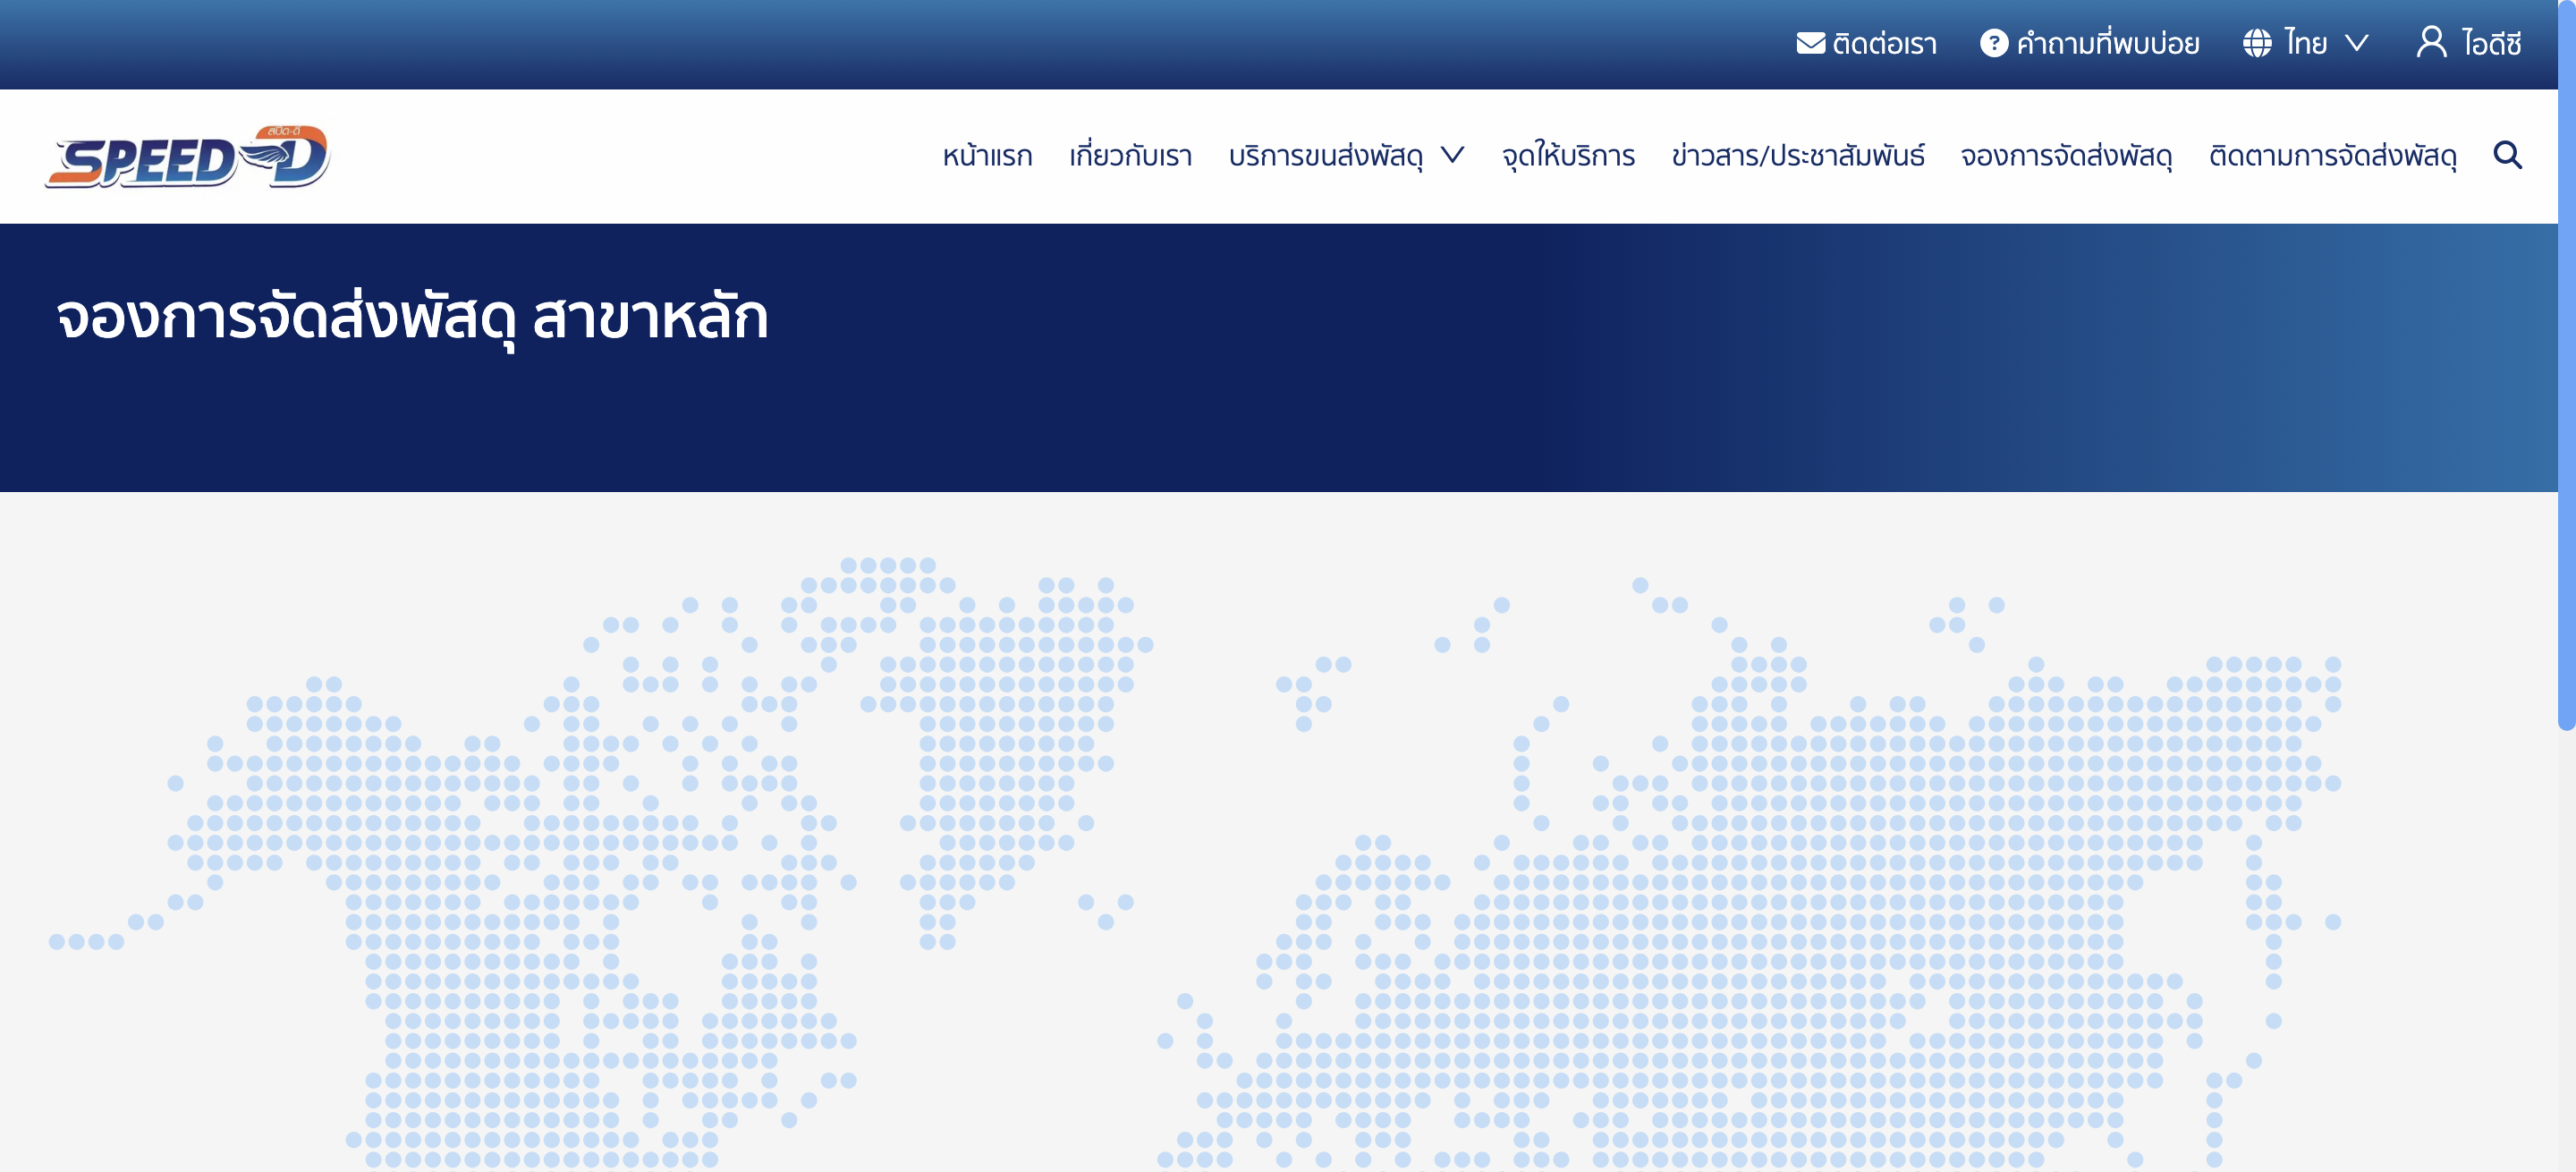 ติดต่อเรา คำถามที่พบบ่อย ไทย ไอดีซี
สปีด-ดี
SPEED-D
หน้าแรก เกี่ยวกับเรา บริการขนส่งพัสดุ จุดให้บริการ ข่าวสาร/ประชาสัมพันธ์ จองการจัดส่งพัสดุ ติดตามการจัดส่งพัสดุ
จองการจัดส่งพัสดุ สาขาหลัก